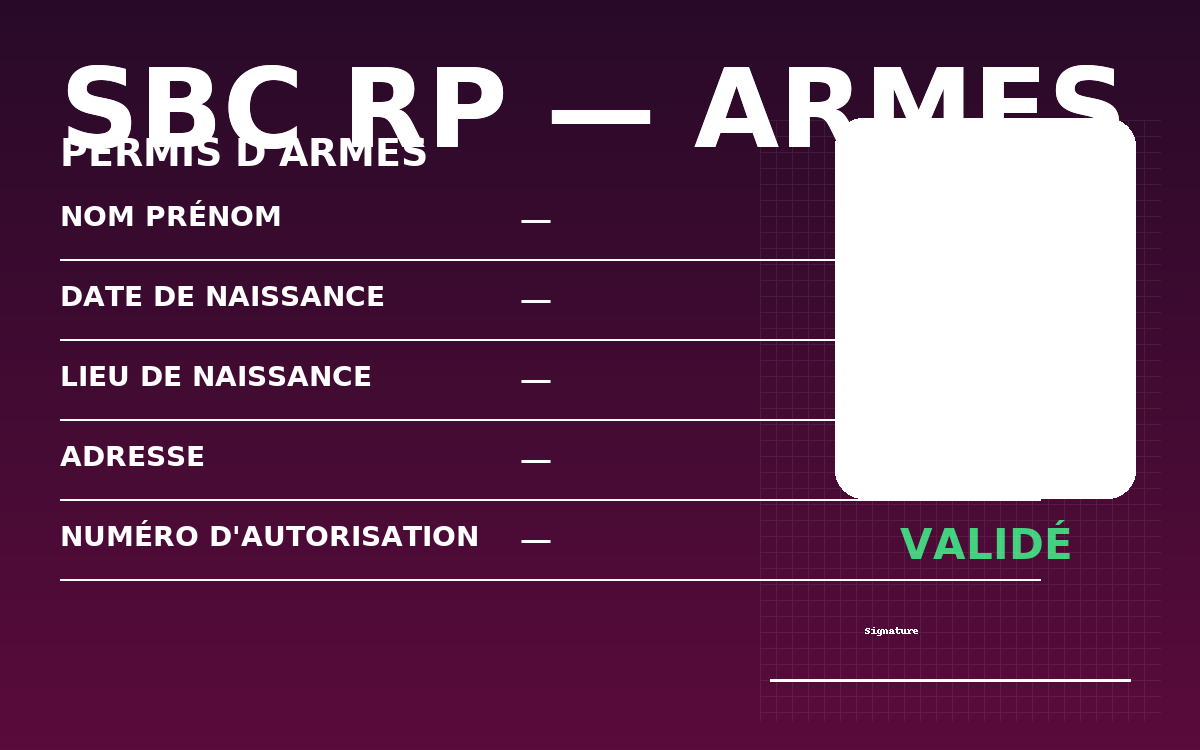 SBC RP — ARMES
PERMIS D'ARMES
NOM PRÉNOM —
DATE DE NAISSANCE —
LIEU DE NAISSANCE —
ADRESSE —
NUMÉRO D'AUTORISATION —
VALIDÉ
Signature